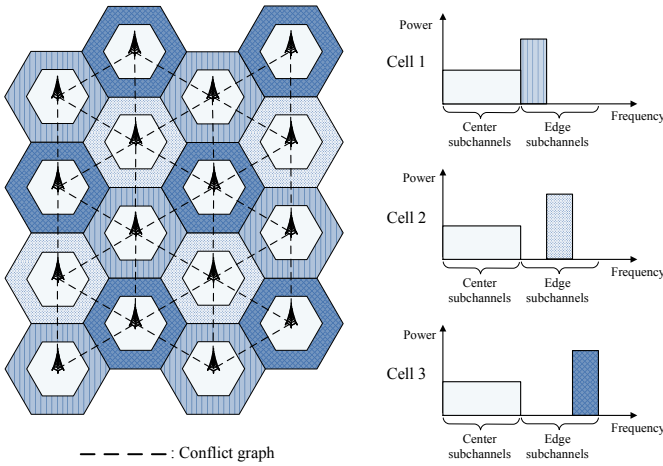 Power
Cell 1
Center
subchannels
Edge
subchannels
Frequency
Power
Cell 2
Center
subchannels
Edge
subchannels
Frequency
Power
Cell 3
Center
subchannels
Edge
subchannels
Frequency
: Conflict graph